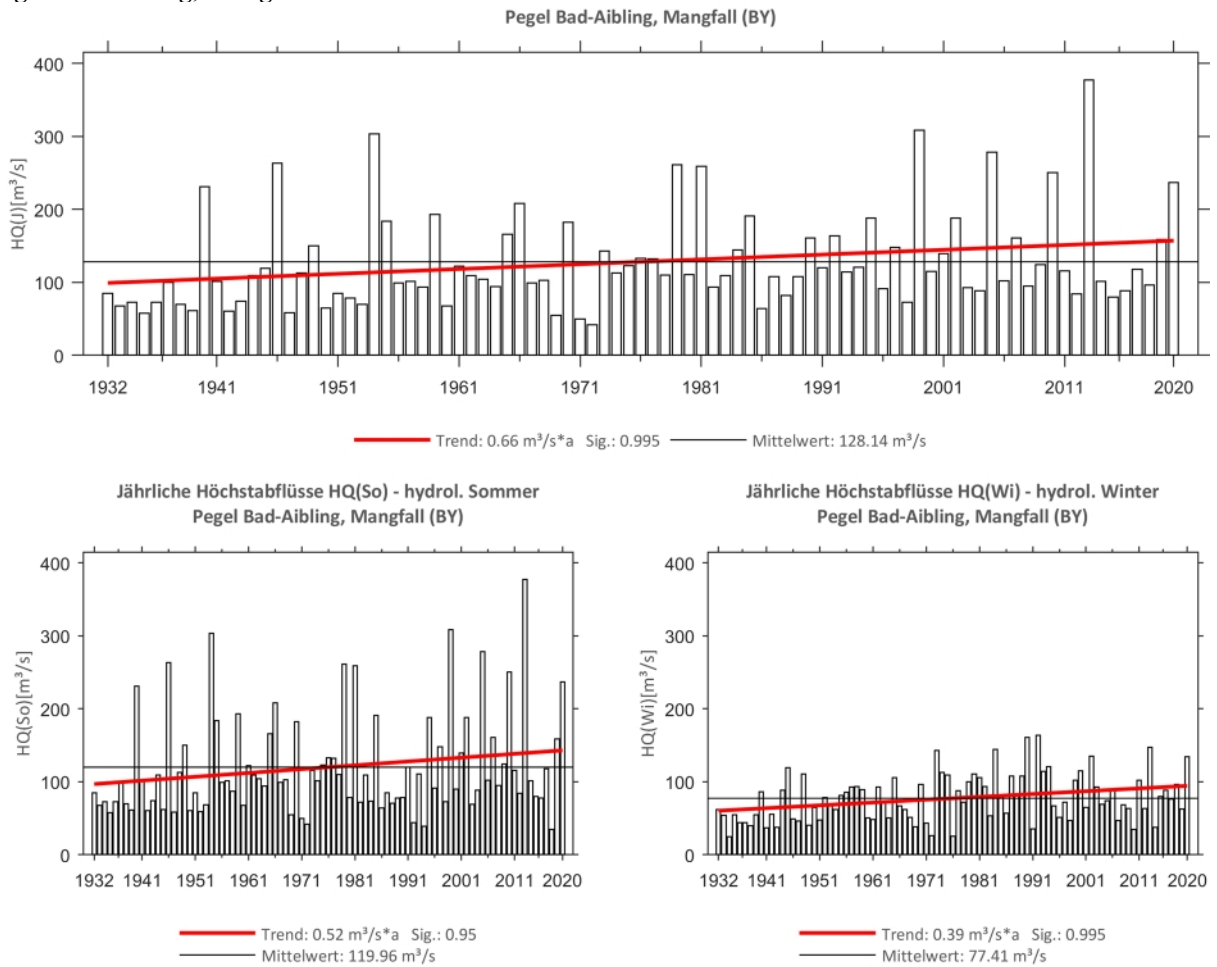 Pegel Bad-Aibling, Mangfall (BY)
400
300
200
100
0
HQ(J)[m³/s]
1932 1941 1951 1961 1971 1981 1991 2001 2011 2020
Trend: 0.66 m³/s*a Sig.: 0.995 Mittelwert: 128.14 m³/s
Jährliche Höchstabflüsse HQ(So) - hydrol. Sommer
Pegel Bad-Aibling, Mangfall (BY)
400
300
200
100
0
HQ(So)[m³/s]
1932 1941 1951 1961 1971 1981 1991 2001 2011 2020
Trend: 0.52 m³/s*a Sig.: 0.95
Mittelwert: 119.96 m³/s
Jährliche Höchstabflüsse HQ(Wi) - hydrol. Winter
Pegel Bad-Aibling, Mangfall (BY)
400
300
200
100
0
HQ(Wi)[m³/s]
1932 1941 1951 1961 1971 1981 1991 2001 2011 2020
Trend: 0.39 m³/s*a Sig.: 0.995
Mittelwert: 77.41 m³/s